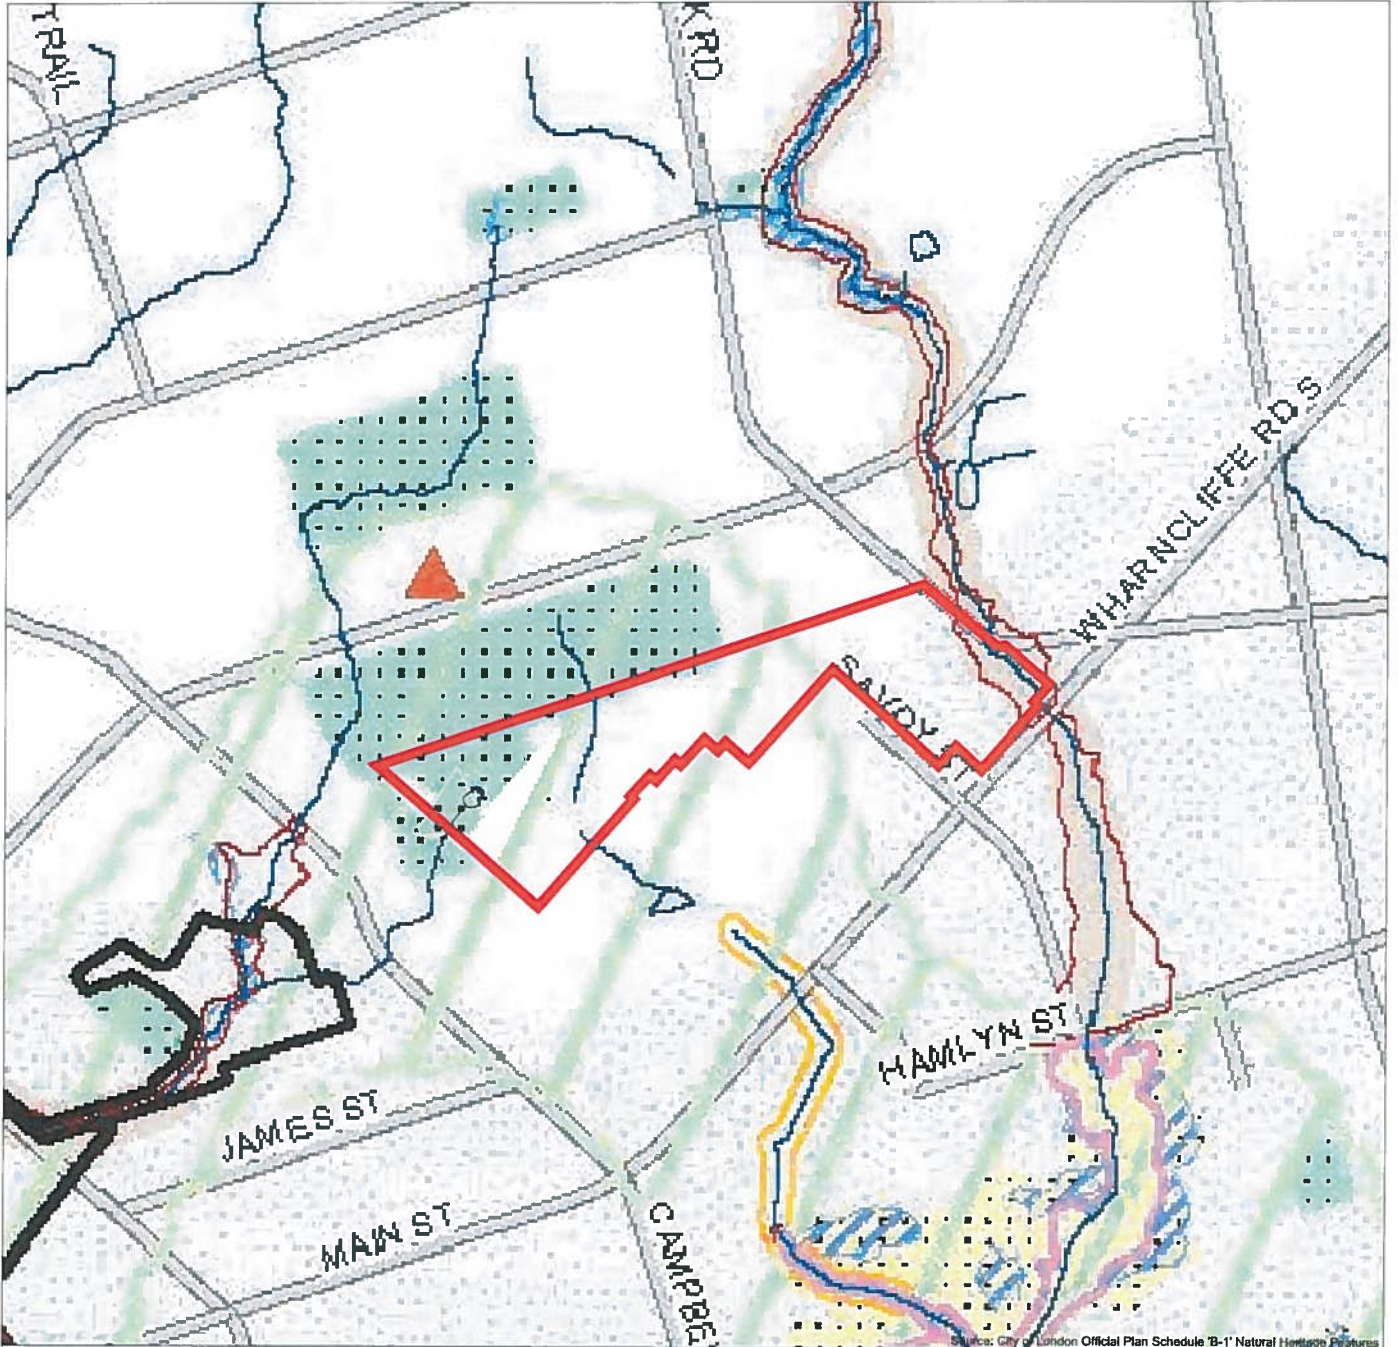 TRAIL
K RD
WHARNCLIFFE RD S
SAVOY
HAMLYN ST
JAMES ST
MAIN ST
CAMPBE
Source: City of London Official Plan Schedule 'B-1' Natural Heritage Features